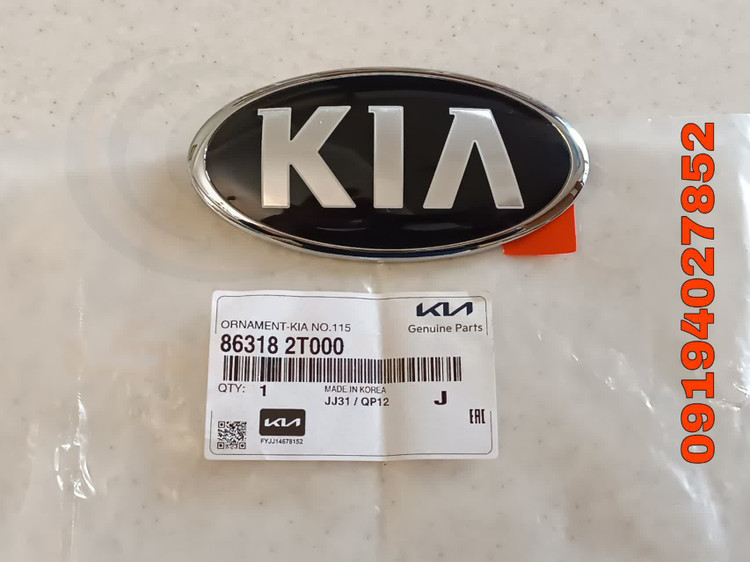 KIA
09194027852
ORNAMENT-KIA NO.115
KIA
Genuine Parts
86318 2T000
QTY: 1
MADE IN KOREA
JJ31 / QP12
J
KIA
FYJJ14678152
EAC